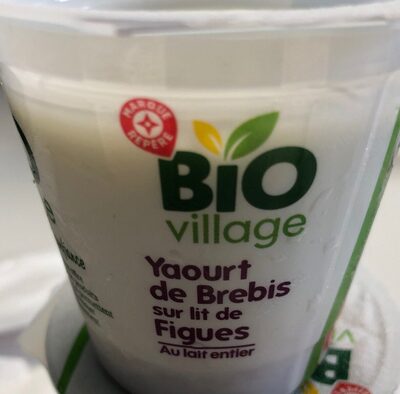 MARQUE
REPÈRE
BIO
village
Yaourt
de Brebis
sur lit de
Figues
Au lait entier